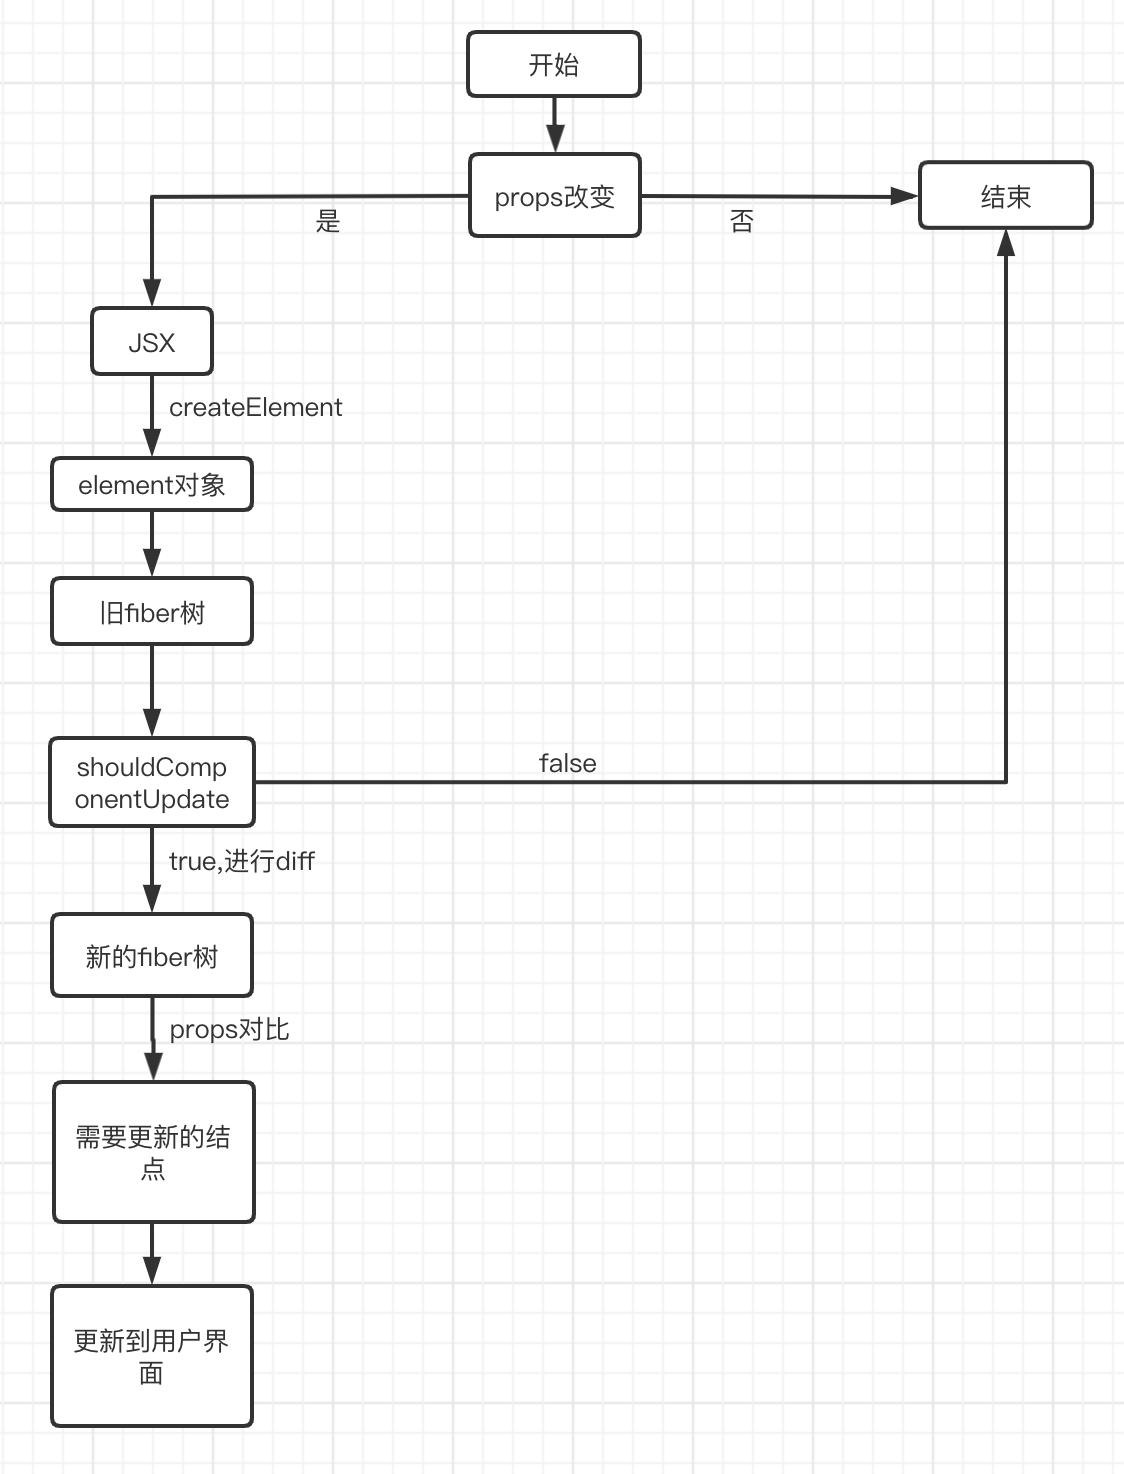 开始
props改变
结束
是
否
JSX
createElement
element对象
旧fiber树
shouldComp
onentUpdate
false
true,进行diff
新的fiber树
props对比
需要更新的结
点
更新到用户界
面